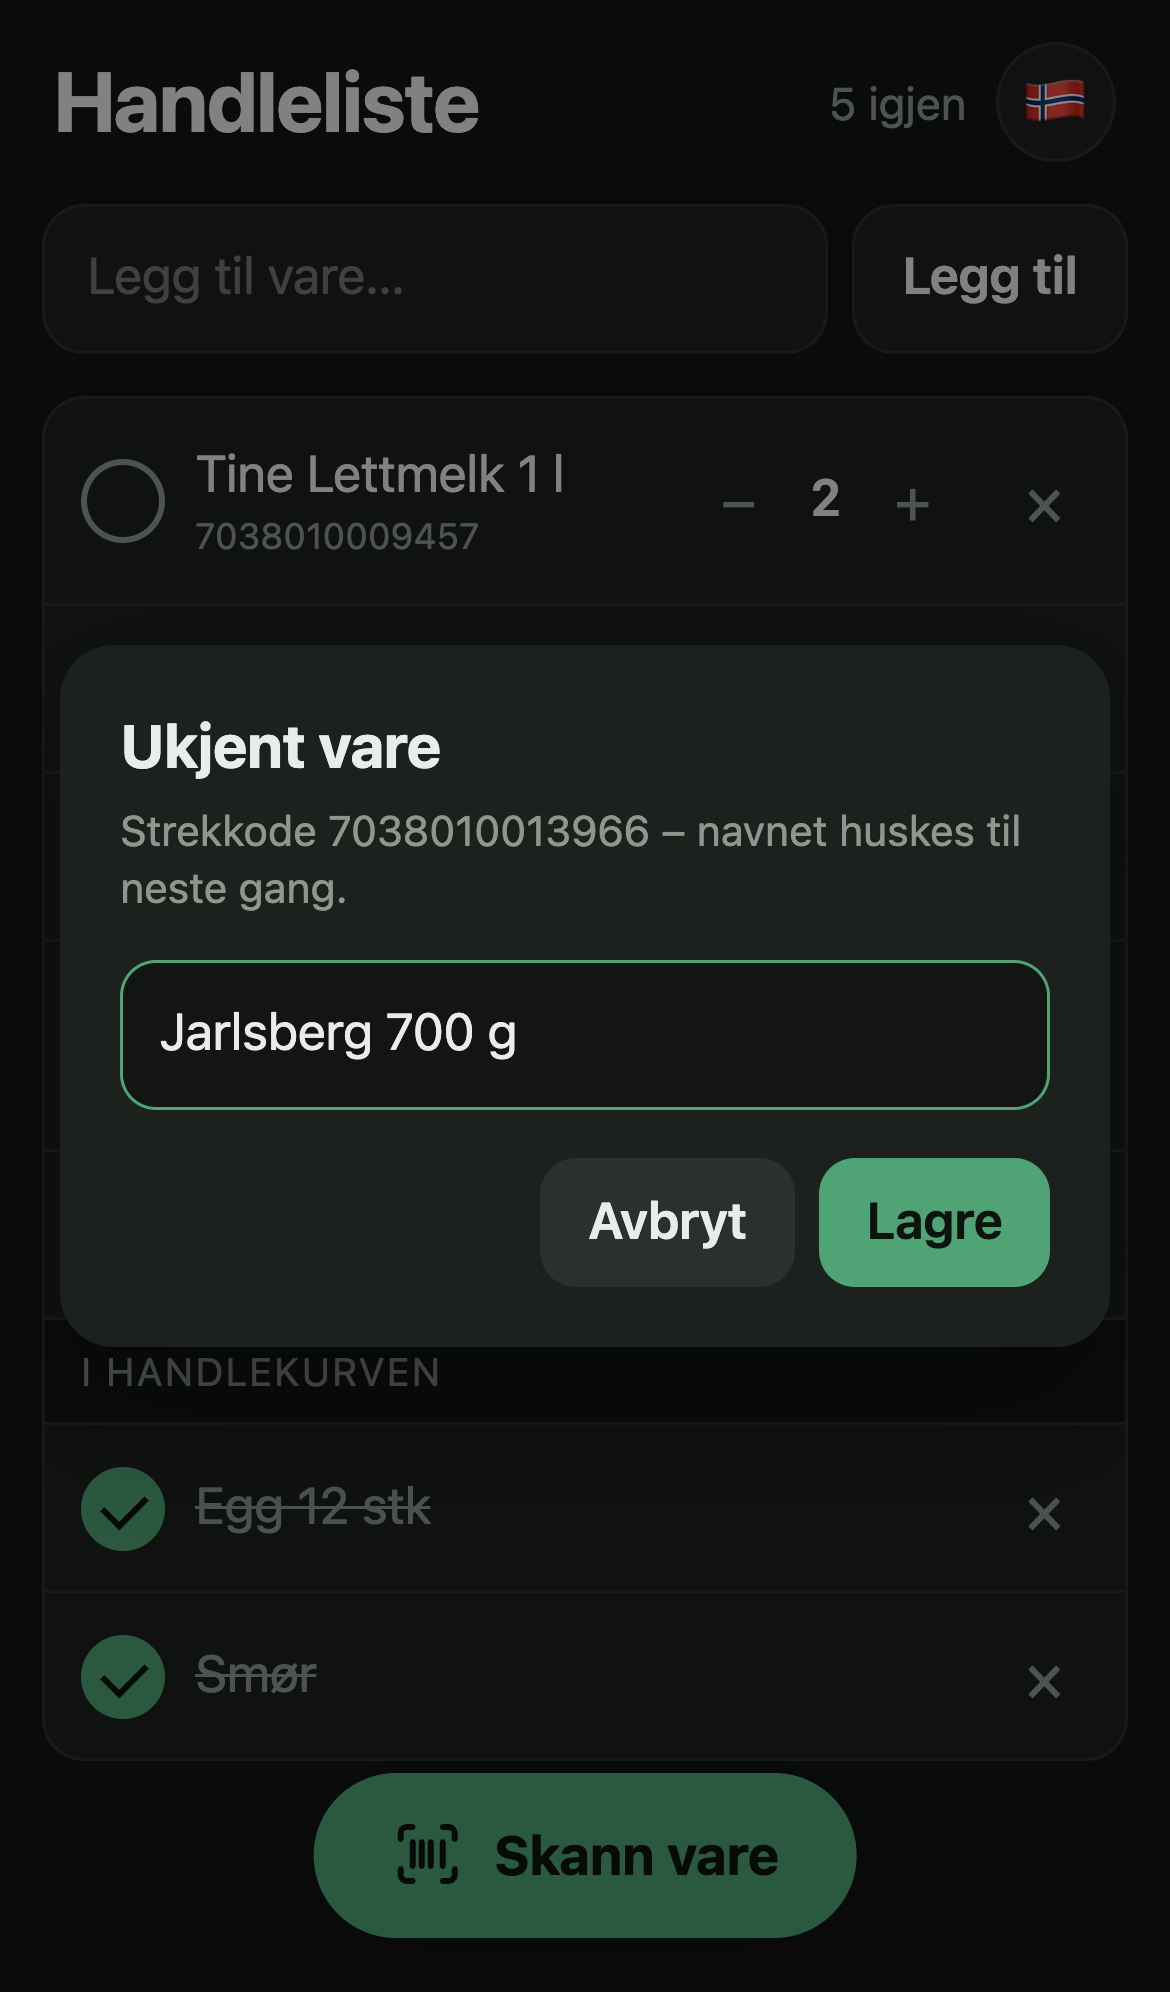 Handleliste
5 igjen
Legg til vare...
Legg til
Tine Lettmelk 1 l
7038010009457
2
Ukjent vare
Strekkode 7038010013966 – navnet huskes til
neste gang.
Jarlsberg 700 g
Avbryt
Lagre
I HANDLEKURVEN
Egg 12 stk
Smør
Skann vare